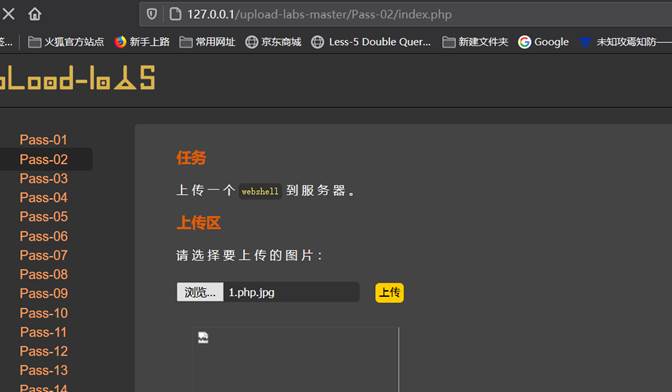 127.0.0.1/upload-labs-master/Pass-02/index.php
签... 火狐官方站点 新手上路 常用网址 京东商城 Less-5 Double Quer... 新建文件夹 Google 未知攻焉知防——
pLoad-labs
Pass-01
Pass-02
Pass-03
Pass-04
Pass-05
Pass-06
Pass-07
Pass-08
Pass-09
Pass-10
Pass-11
Pass-12
Pass-13
Pass-14
任务
上传一个 webshell 到服务器。
上传区
请选择要上传的图片：
浏览... 1.php.jpg 上传